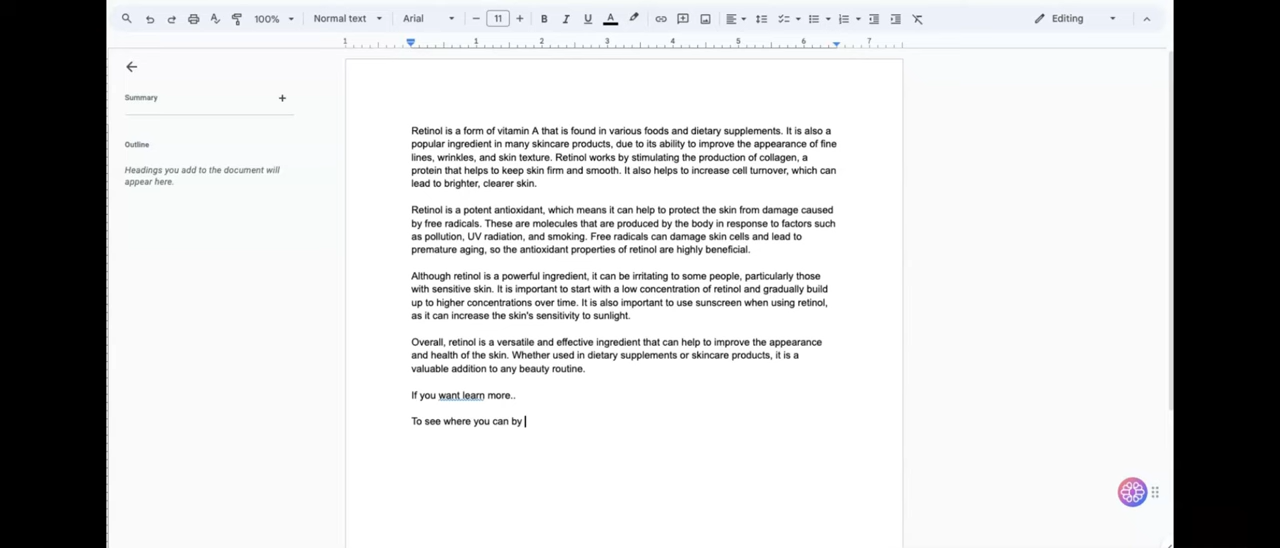 100%
Normal text
Arial
11
B
I
U
A
Editing
1
1
2
3
4
5
6
7
Summary
Outline
Headings you add to the document will
appear here.
Retinol is a form of vitamin A that is found in various foods and dietary supplements. It is also a
popular ingredient in many skincare products, due to its ability to improve the appearance of fine
lines, wrinkles, and skin texture. Retinol works by stimulating the production of collagen, a
protein that helps to keep skin firm and smooth. It also helps to increase cell turnover, which can
lead to brighter, clearer skin.
Retinol is a potent antioxidant, which means it can help to protect the skin from damage caused
by free radicals. These are molecules that are produced by the body in response to factors such
as pollution, UV radiation, and smoking. Free radicals can damage skin cells and lead to
premature aging, so the antioxidant properties of retinol are highly beneficial.
Although retinol is a powerful ingredient, it can be irritating to some people, particularly those
with sensitive skin. It is important to start with a low concentration of retinol and gradually build
up to higher concentrations over time. It is also important to use sunscreen when using retinol,
as it can increase the skin's sensitivity to sunlight.
Overall, retinol is a versatile and effective ingredient that can help to improve the appearance
and health of the skin. Whether used in dietary supplements or skincare products, it is a
valuable addition to any beauty routine.
If you want learn more..
To see where you can by